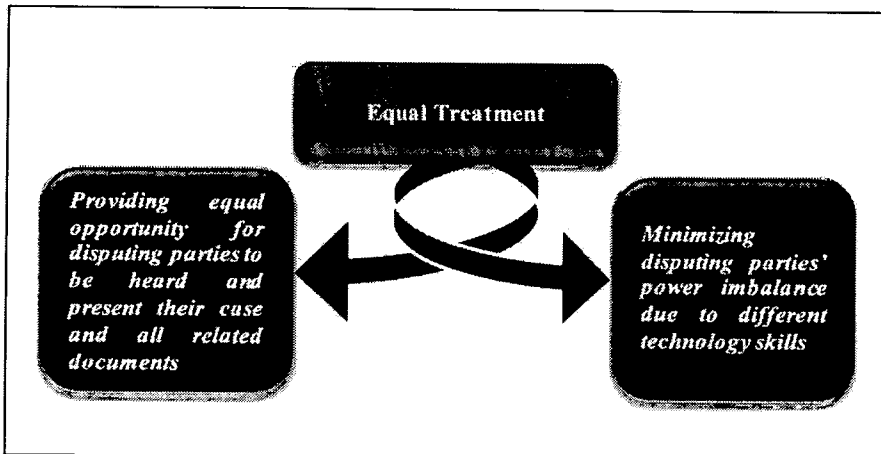 Equal Treatment
Providing equal
opportunity for
disputing parties to
be heard and
present their case
and all related
documents
Minimizing
disputing parties'
power imbalance
due to different
technology skills